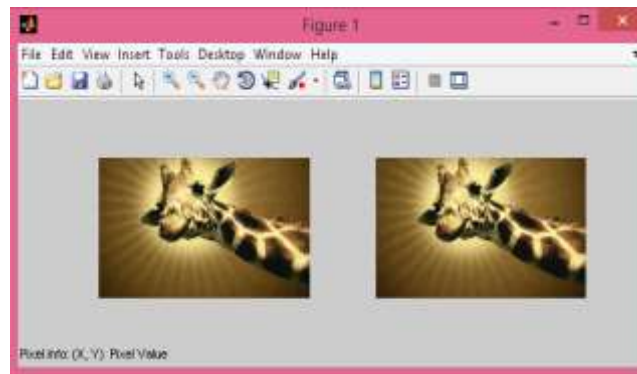 Figure 1
File Edit View Insert Tools Desktop Window Help
Pixel info: (X, Y) Pixel Value